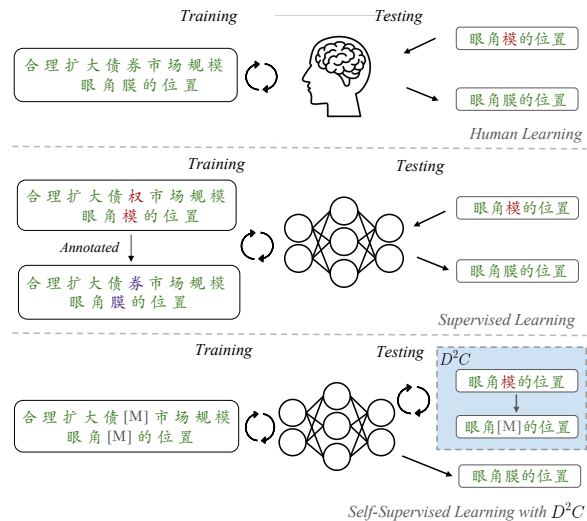 Training
Testing
合理扩大债券市场规模
眼角膜的位置
眼角模的位置
眼角膜的位置
Human Learning
Training
Testing
合理扩大债权市场规模
眼角模的位置
Annotated
合理扩大债券市场规模
眼角膜的位置
眼角模的位置
眼角膜的位置
Supervised Learning
Training
Testing
合理扩大债[M]市场规模
眼角[M]的位置
D²C
眼角模的位置
眼角[M]的位置
眼角膜的位置
Self-Supervised Learning with D²C